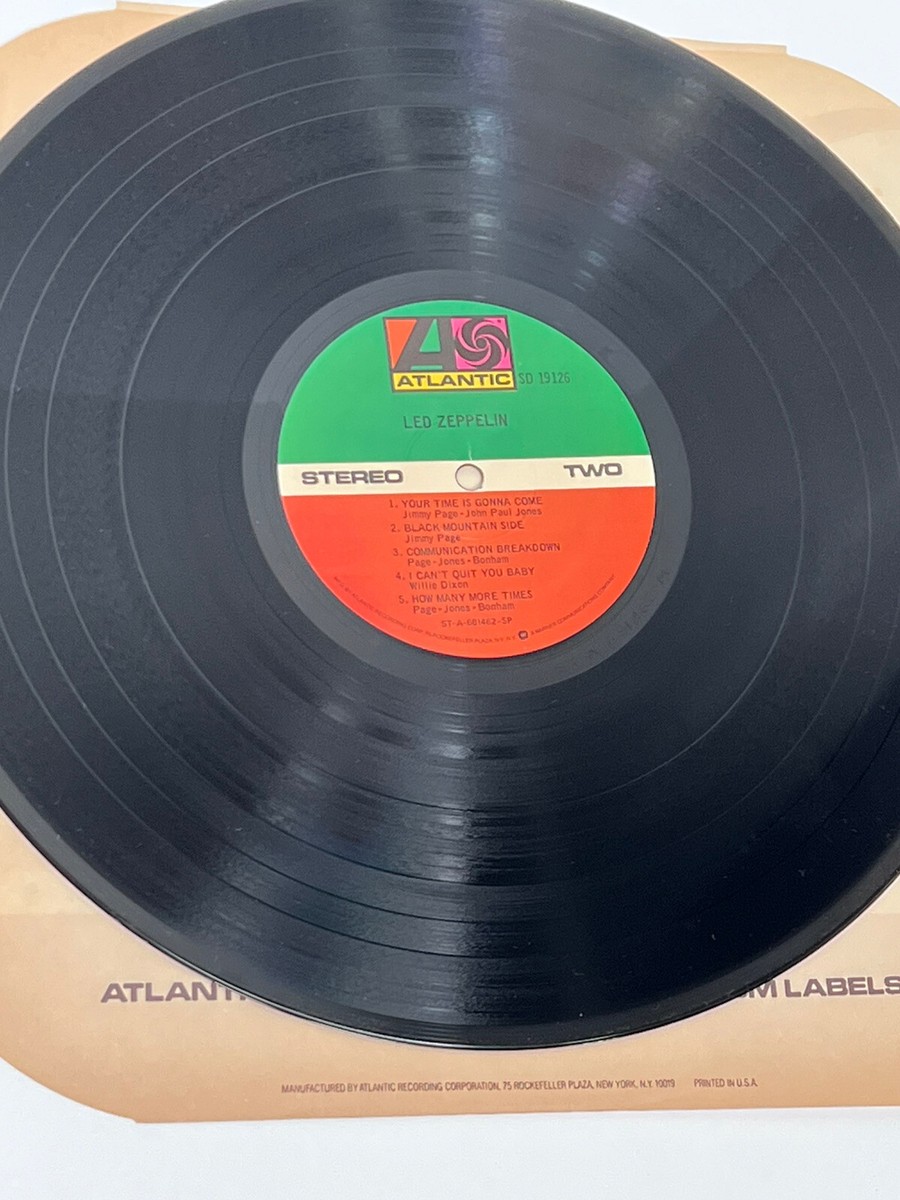 ATLANTIC
SD 19126
LED ZEPPELIN
STEREO
TWO
1. YOUR TIME IS GONNA COME
Jimmy Page-John Paul Jones
2. BLACK MOUNTAIN SIDE
Jimmy Page
3. COMMUNICATION BREAKDOWN
Page-Jones-Bonham
4. I CAN'T QUIT YOU BABY
Willie Dixon
5. HOW MANY MORE TIMES
Page-Jones-Bonham
ST-A-681462-SP
ATLANTI
M LABELS
MANUFACTURED BY ATLANTIC RECORDING CORPORATION, 75 ROCKEFELLER PLAZA, NEW YORK, N.Y. 10019 PRINTED IN U.S.A.